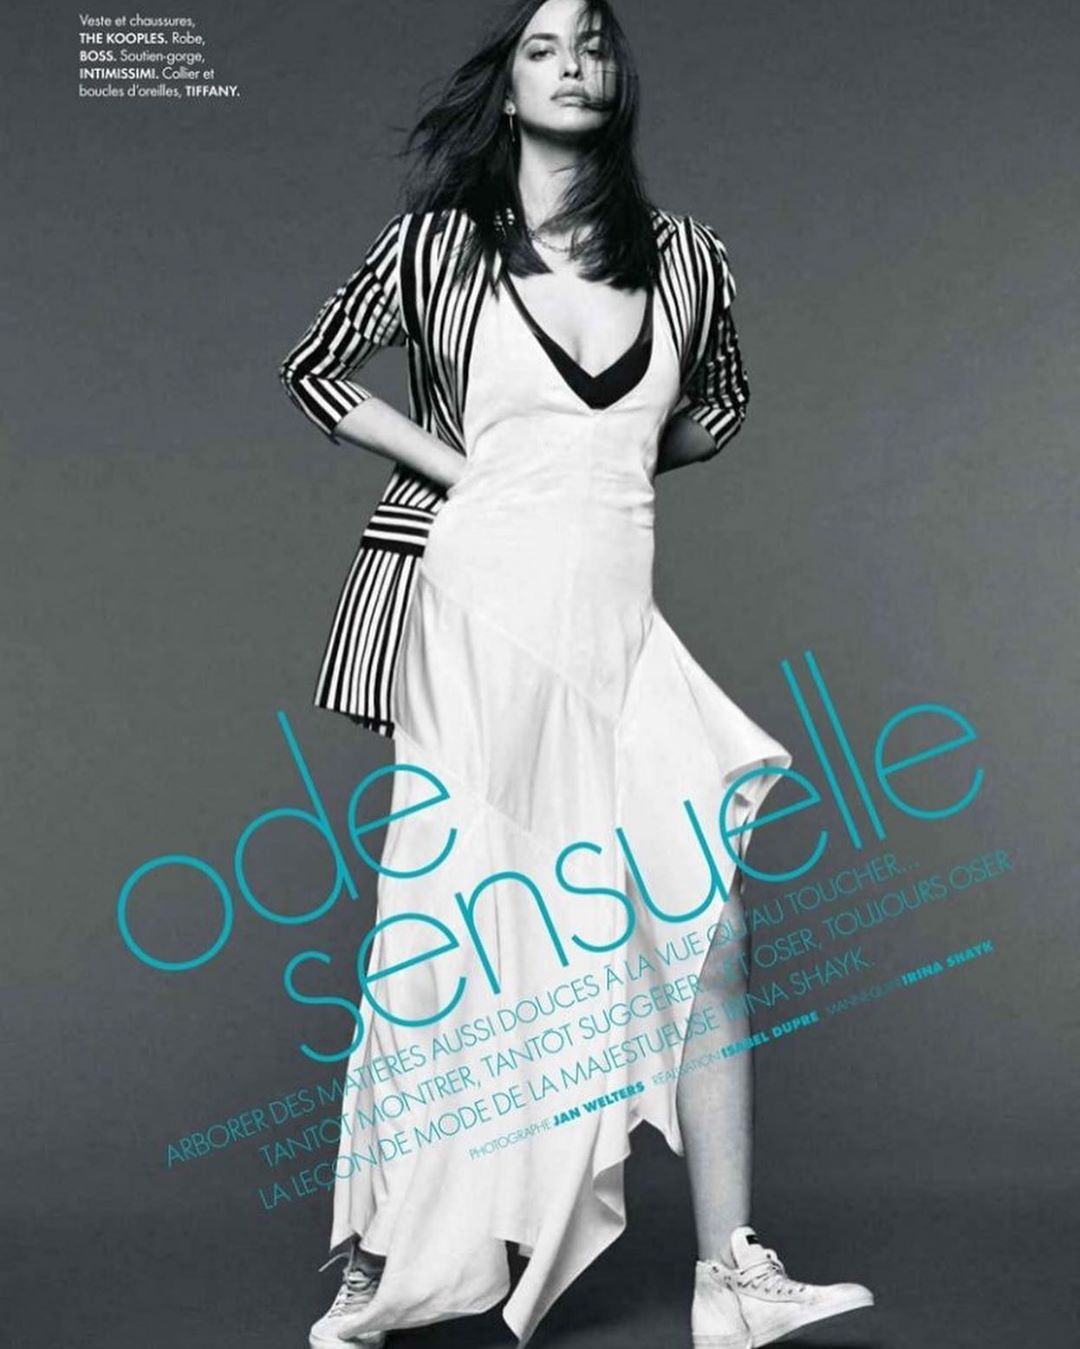 Veste et chaussures,
THE KOOPLES. Robe,
BOSS. Soutien-gorge,
INTIMISSIMI. Collier et
boucles d'oreilles, TIFFANY.
ode
sensuelle
ARBORER DES MATIÈRES AUSSI DOUCES À LA VUE QU'AU TOUCHER...
TANTÔT MONTRER, TANTÔT SUGGÉRER, ET OSER, TOUJOURS OSER
LA LEÇON DE MODE DE LA MAJESTUEUSE IRINA SHAYK.
PHOTOGRAPHE JAN WELTERS RÉALISATION ISABEL DUPRE MANNEQUIN IRINA SHAYK